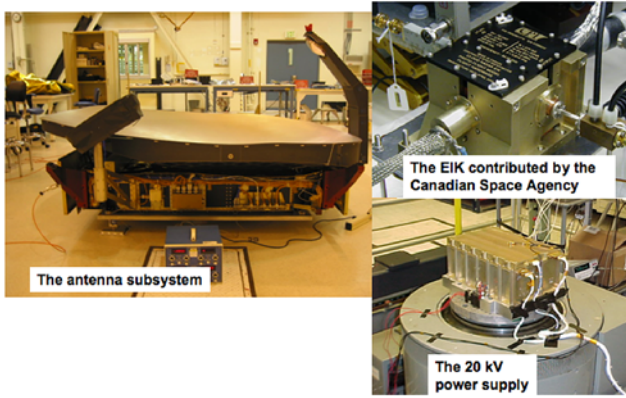 The antenna subsystem
The EIK contributed by the
Canadian Space Agency
The 20 kV
power supply